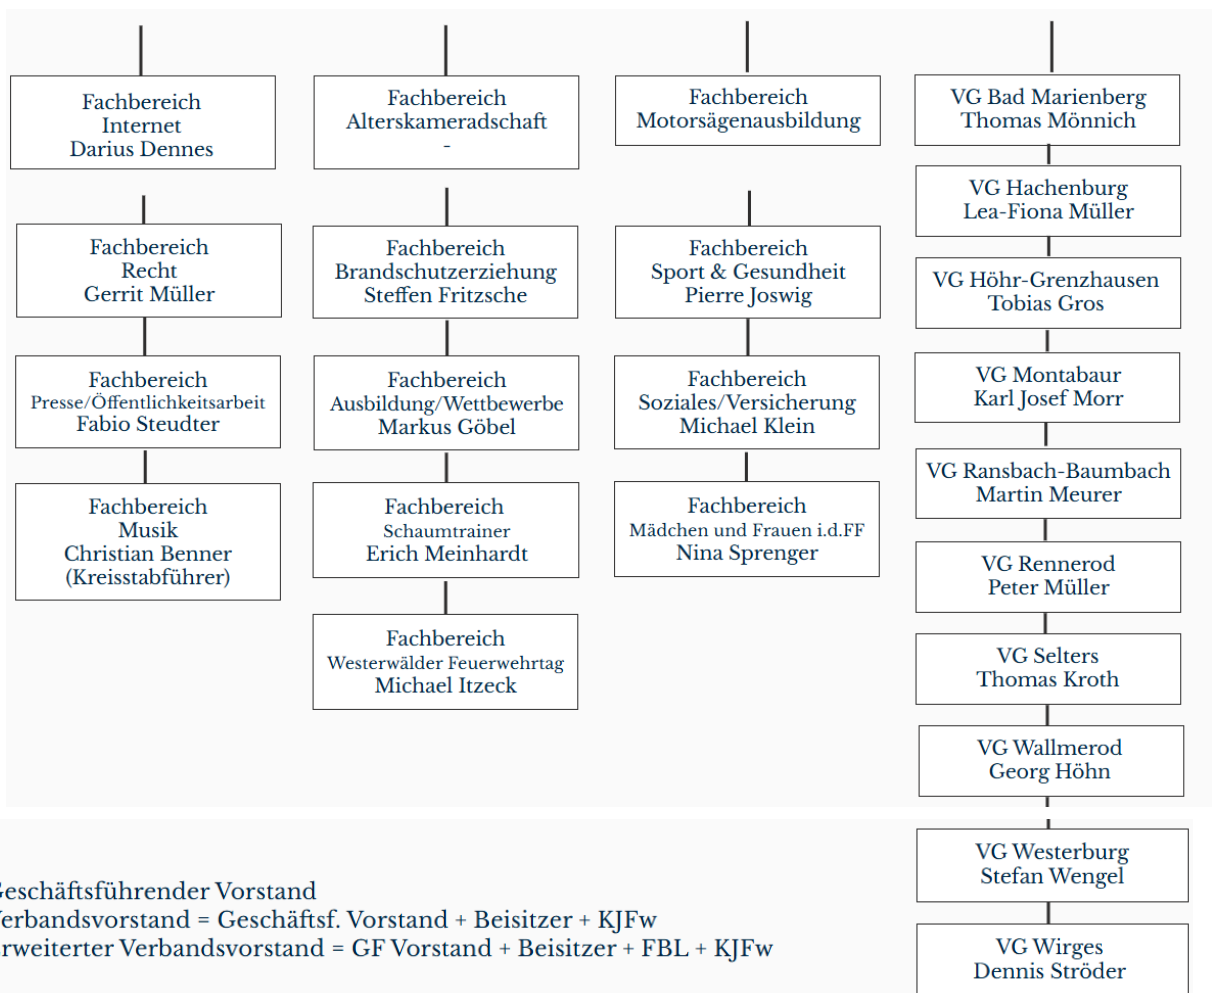 Fachbereich
Internet
Darius Dennes
Fachbereich
Recht
Gerrit Müller
Fachbereich
Presse/Öffentlichkeitsarbeit
Fabio Steudter
Fachbereich
Musik
Christian Benner
(Kreisstabführer)
Fachbereich
Alterskameradschaft
-
Fachbereich
Brandschutzerziehung
Steffen Fritzsche
Fachbereich
Ausbildung/Wettbewerbe
Markus Göbel
Fachbereich
Schaumtrainer
Erich Meinhardt
Fachbereich
Westerwälder Feuerwehrtag
Michael Itzeck
Fachbereich
Motorsägenausbildung
Fachbereich
Sport & Gesundheit
Pierre Joswig
Fachbereich
Soziales/Versicherung
Michael Klein
Fachbereich
Mädchen und Frauen i.d.FF
Nina Sprenger
VG Bad Marienberg
Thomas Mönnich
VG Hachenburg
Lea-Fiona Müller
VG Höhr-Grenzhausen
Tobias Gros
VG Montabaur
Karl Josef Morr
VG Ransbach-Baumbach
Martin Meurer
VG Rennerod
Peter Müller
VG Selters
Thomas Kroth
VG Wallmerod
Georg Höhn
VG Westerburg
Stefan Wengel
VG Wirges
Dennis Ströder
Geschäftsführender Vorstand
Verbandsvorstand = Geschäftsf. Vorstand + Beisitzer + KJFw
rweiterter Verbandsvorstand = GF Vorstand + Beisitzer + FBL + KJFw